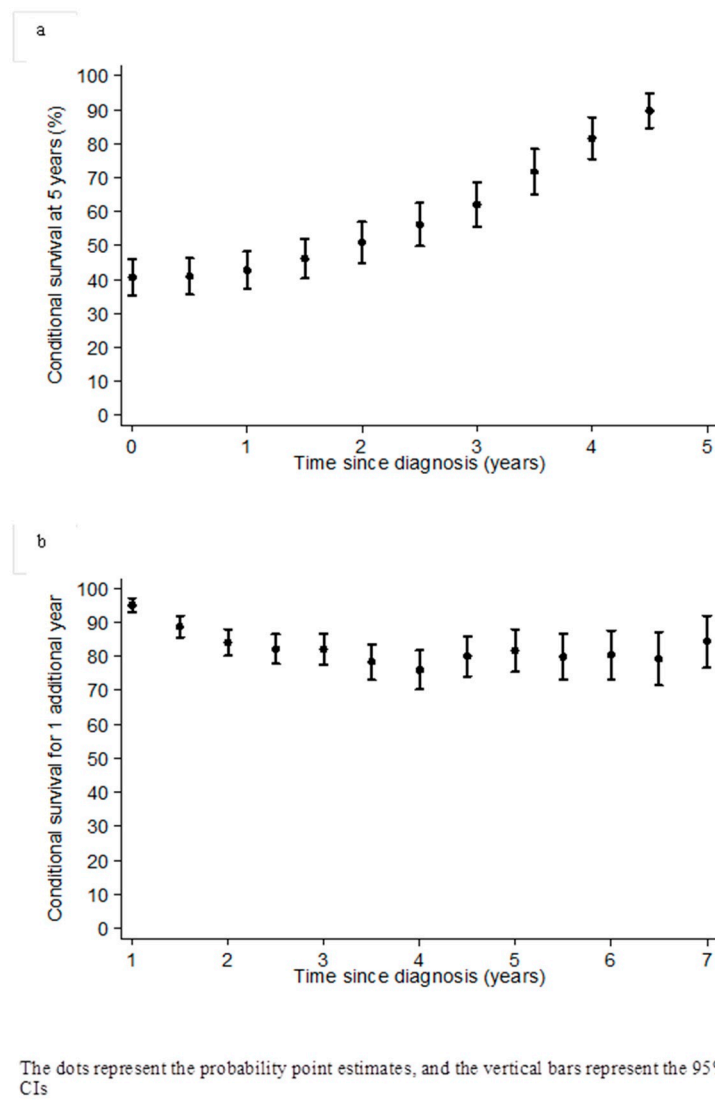 a
Conditional survival at 5 years (%)
100
90
80
70
60
50
40
30
20
10
0
0 1 2 3 4 5
Time since diagnosis (years)
b
Conditional survival for 1 additional year
100
90
80
70
60
50
40
30
20
10
0
1 2 3 4 5 6 7
Time since diagnosis (years)
The dots represent the probability point estimates, and the vertical bars represent the 95%
CIs